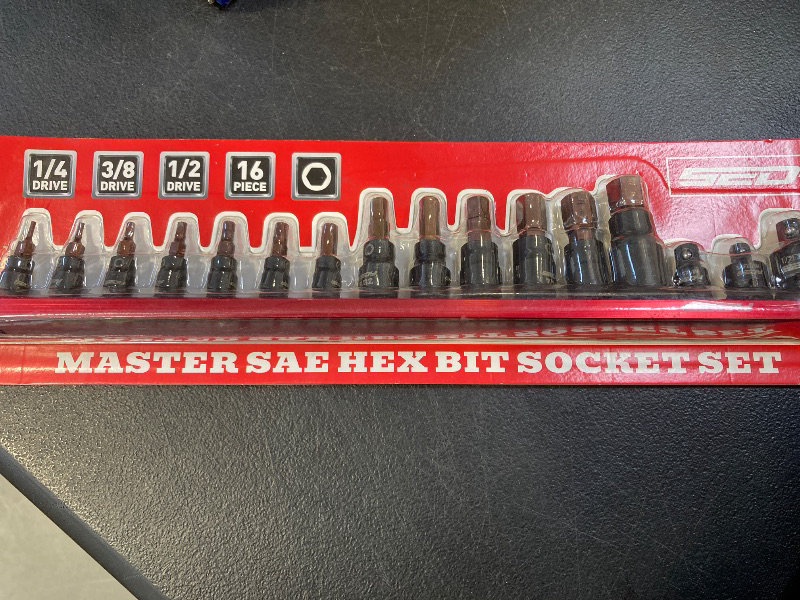 1/4
DRIVE
3/8
DRIVE
1/2
DRIVE
16
PIECE
MASTER SAE HEX BIT SOCKET SET